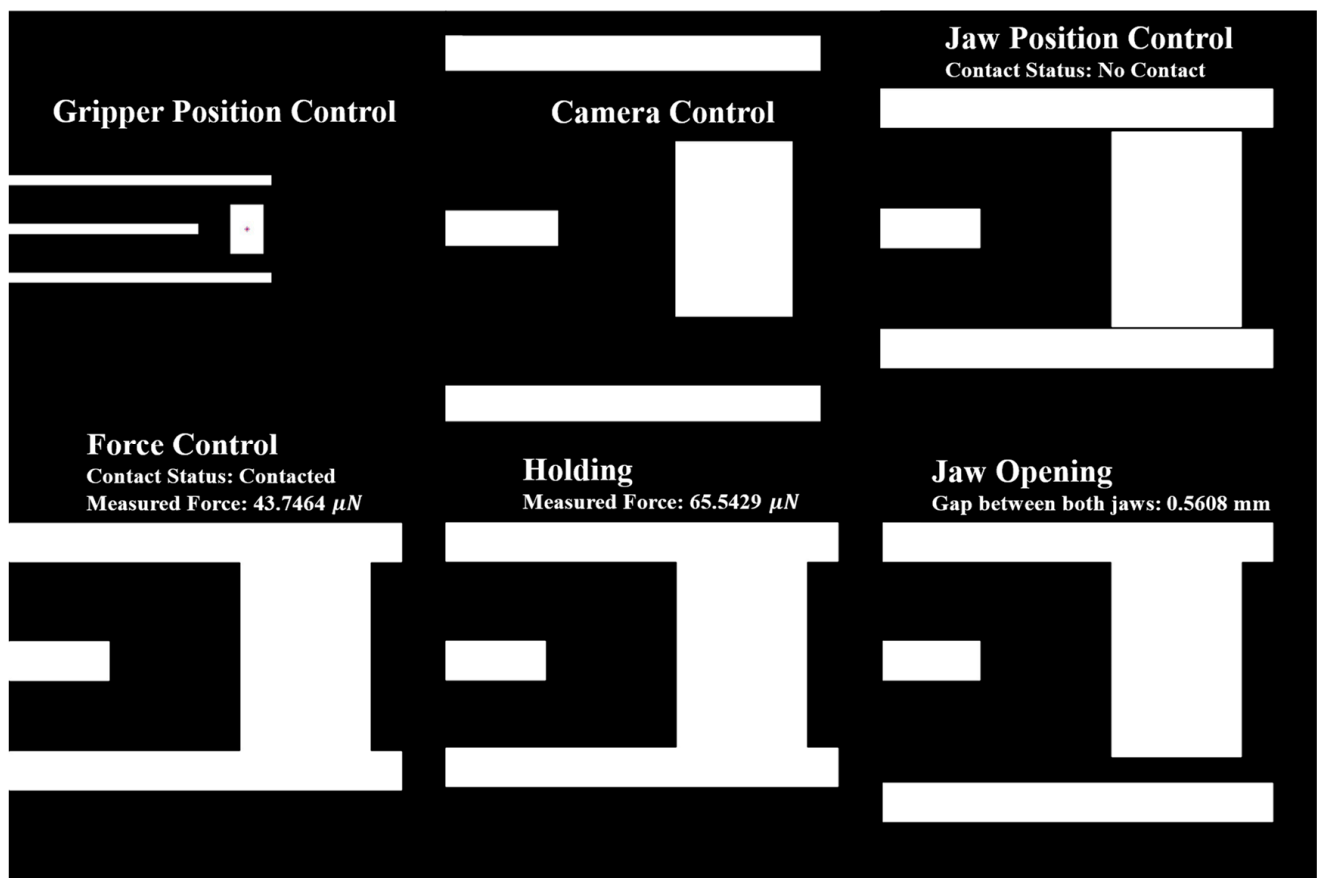 Gripper Position Control
Camera Control
Jaw Position Control
Contact Status: No Contact
Force Control
Contact Status: Contacted
Measured Force: 43.7464 μN
Holding
Measured Force: 65.5429 μN
Jaw Opening
Gap between both jaws: 0.5608 mm